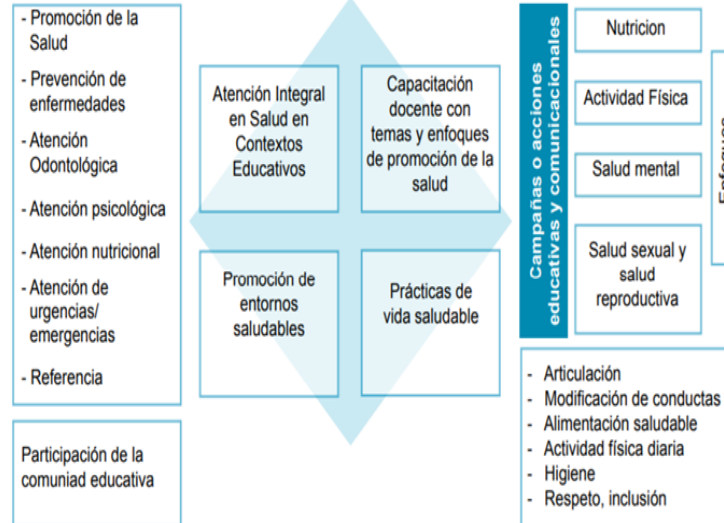 - Promoción de la
Salud
- Prevención de
enfermedades
- Atención
Odontológica
- Atención psicológica
- Atención nutricional
- Atención de
urgencias/
emergencias
- Referencia
Participación de la
comuniad educativa
Atención Integral
en Salud en
Contextos
Educativos
Capacitación
docente con
temas y enfoques
de promoción de la
salud
Promoción de
entornos
saludables
Prácticas de
vida saludable
Campañas o acciones
educativas y comunicacionales
Nutricion
Actividad Física
Salud mental
Salud sexual y
salud
reproductiva
Enfoques
- Articulación
- Modificación de conductas
- Alimentación saludable
- Actividad física diaria
- Higiene
- Respeto, inclusión